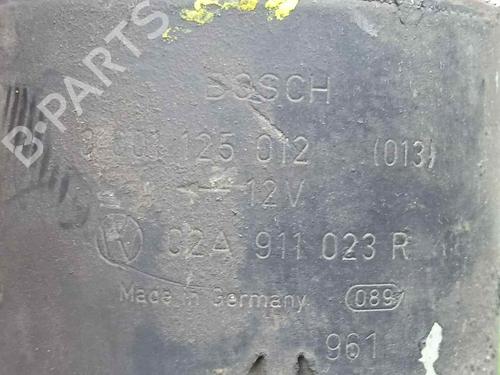 B-PARTS
BOSCH
0 001 125 012 (013)
12V
02A 911 023 R
Made in Germany 089
961